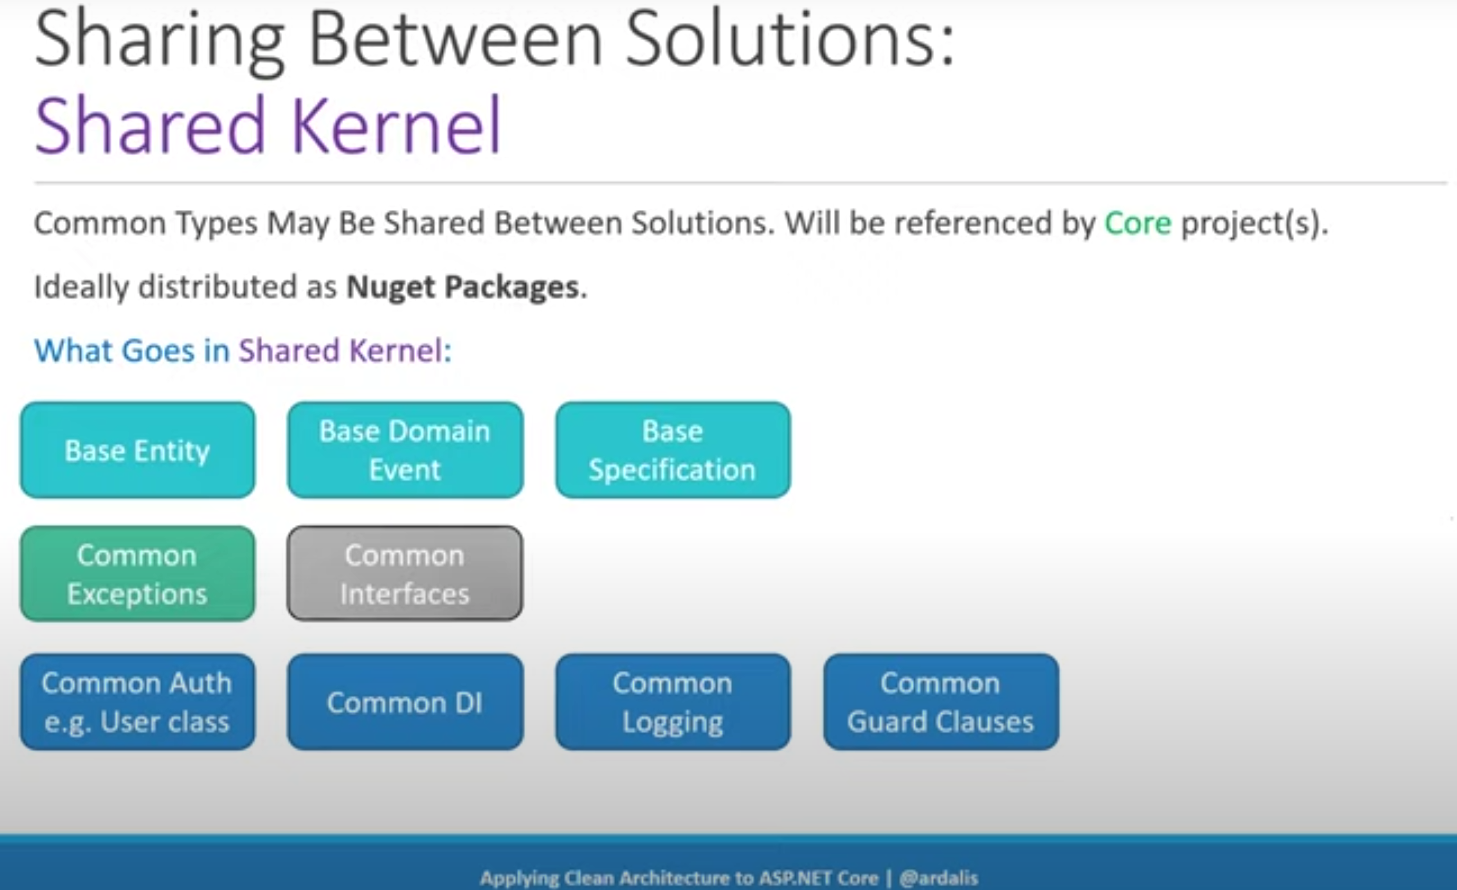 Sharing Between Solutions:
Shared Kernel
Common Types May Be Shared Between Solutions. Will be referenced by Core project(s).
Ideally distributed as Nuget Packages.
What Goes in Shared Kernel:
Base Entity
Base Domain
Event
Base
Specification
Common
Exceptions
Common
Interfaces
Common Auth
e.g. User class
Common DI
Common
Logging
Common
Guard Clauses
Applying Clean Architecture to ASP.NET Core | @ardalis